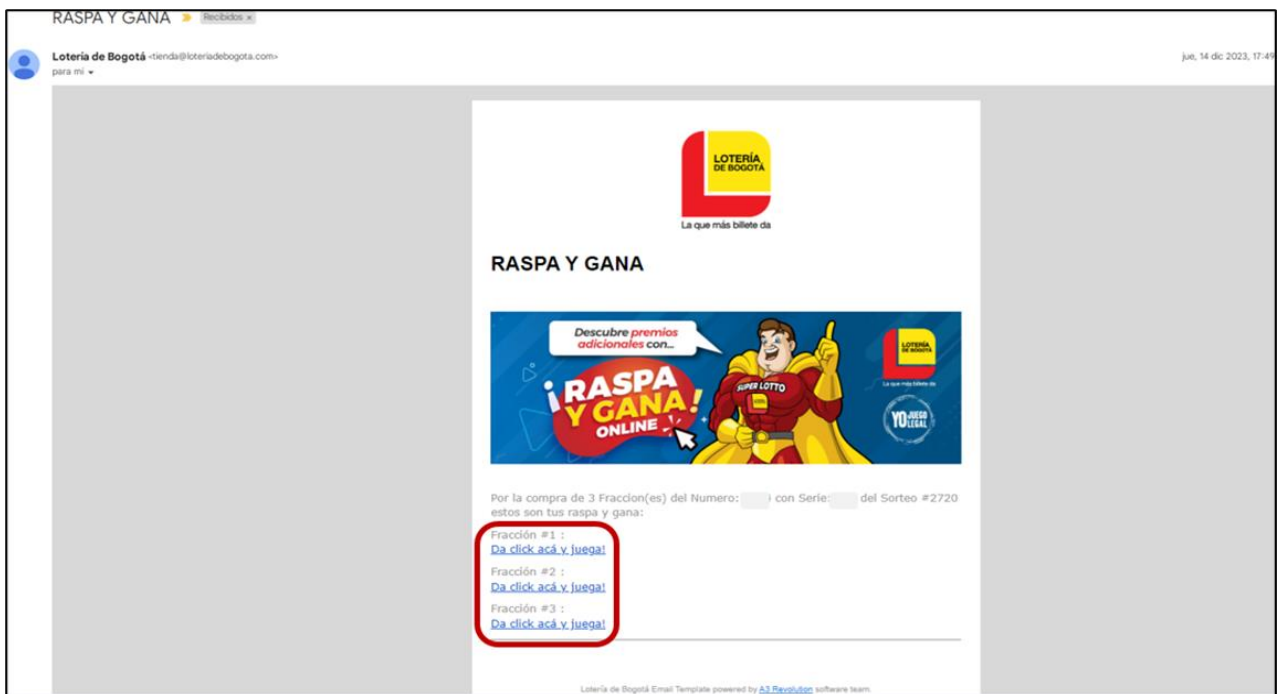 RASPA Y GANA Recibidos x
Lotería de Bogotá <tienda@loteriadebogota.com>
jue, 14 dic 2023, 17:49
para mí
LOTERÍA
DE BOGOTÁ
La que más billete da
RASPA Y GANA
Descubre premios
adicionales con...
¡RASPA
Y GANA!
ONLINE
SUPER LOTTO
LOTERÍA
DE BOGOTÁ
La que más billete da
YO JUEGO
LEGAL
Por la compra de 3 Fraccion(es) del Numero: con Serie: del Sorteo #2720
estos son tus raspa y gana:
Fracción #1 :
Da click acá y juega!
Fracción #2 :
Da click acá y juega!
Fracción #3 :
Da click acá y juega!
Lotería de Bogotá Email Template powered by A3 Revolution software team.